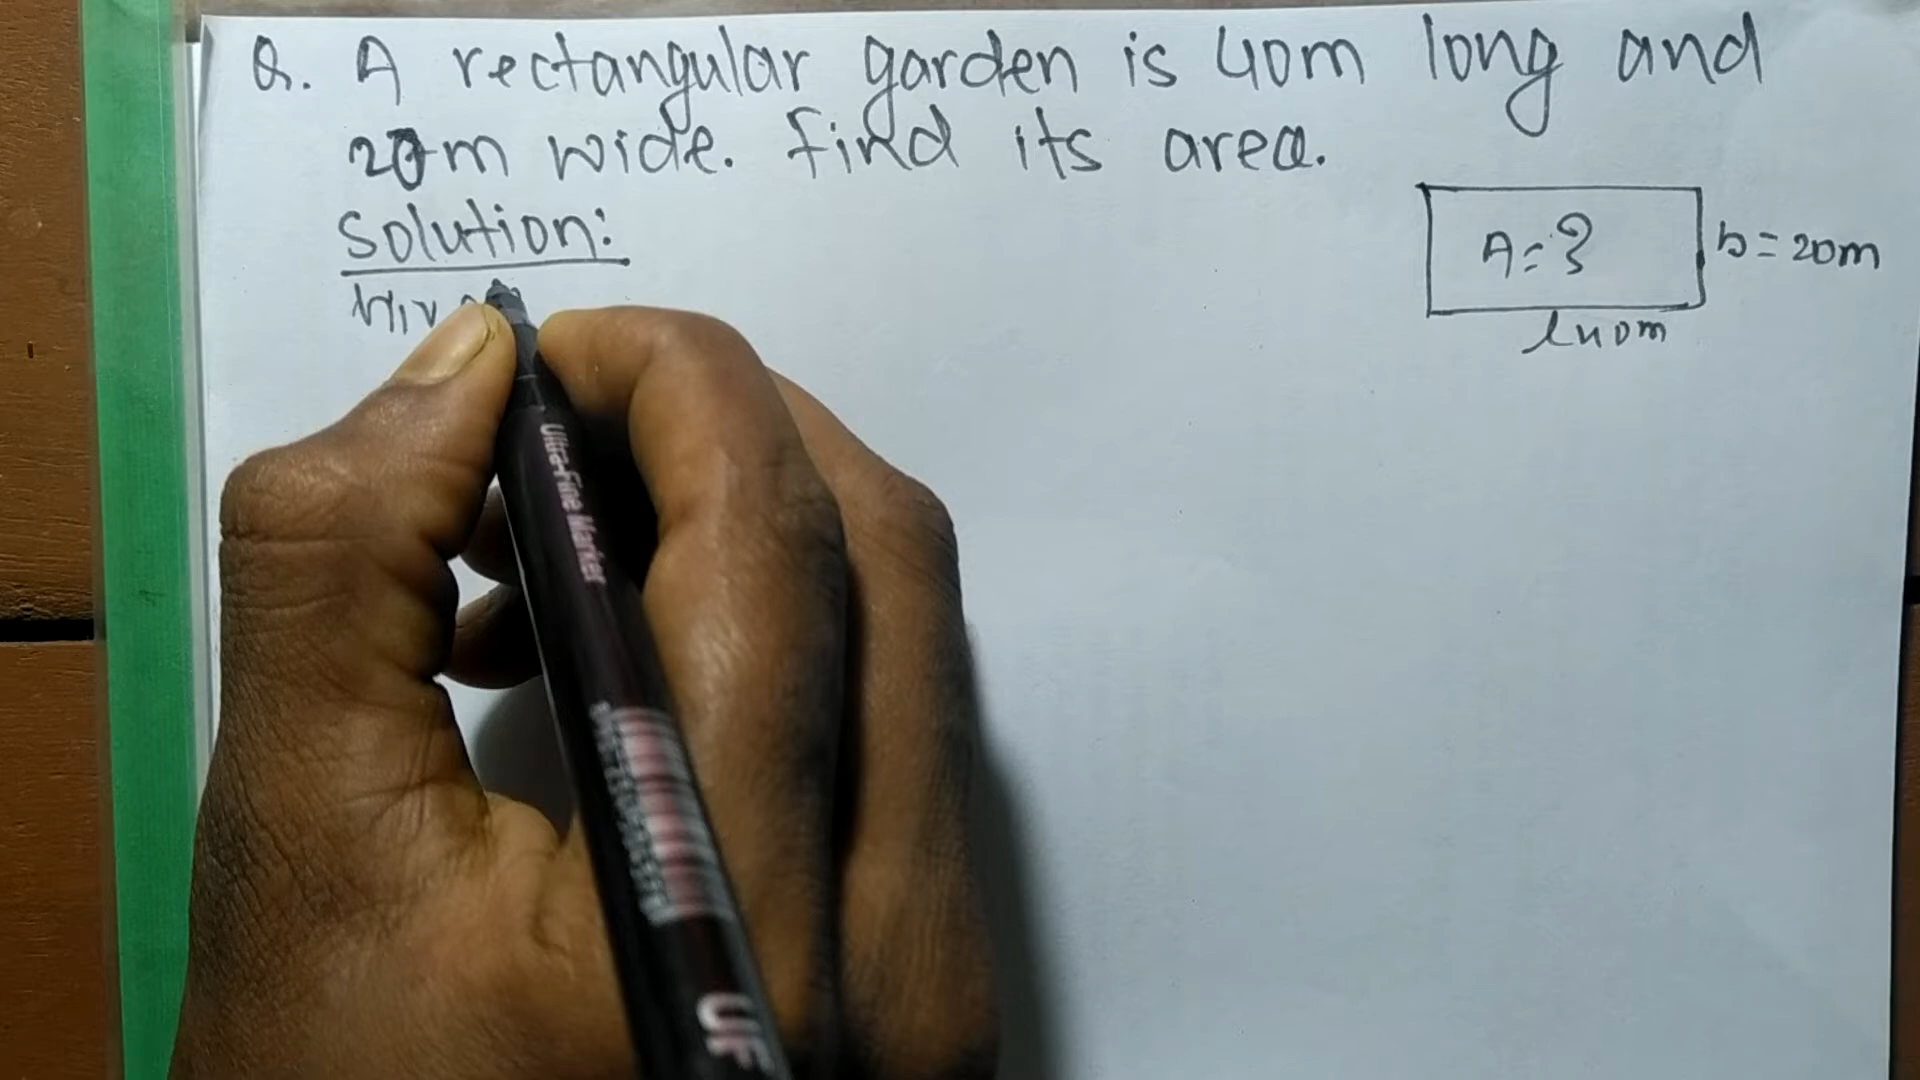 Q. A rectangular garden is 40m long and
20m wide. Find its area.
Solution:
A=?
b=20m
l40m
Ultra-Fine Marker
UF